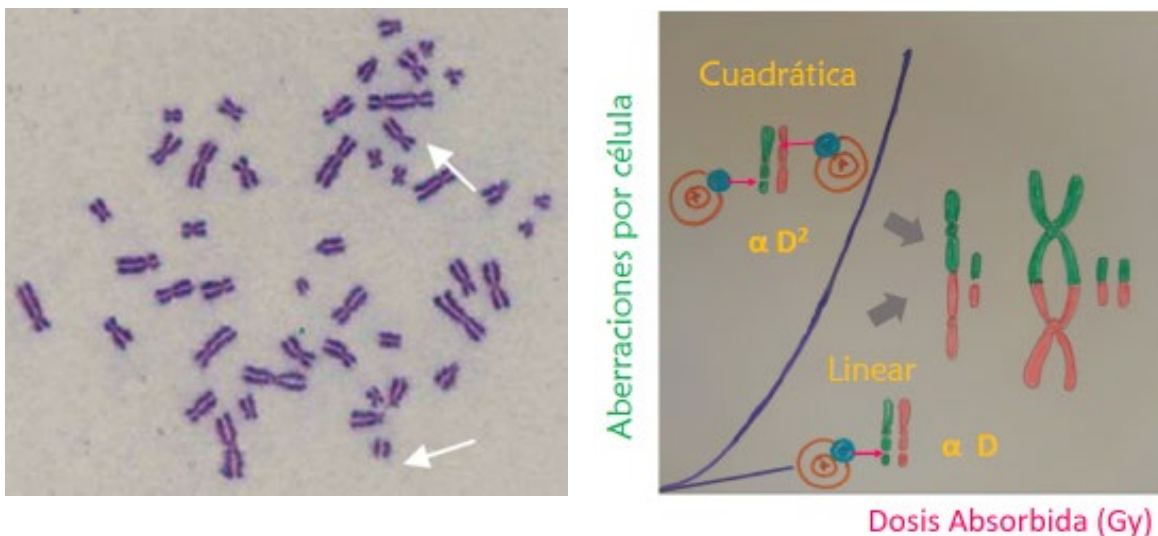 Aberraciones por célula
Cuadrática
α D²
Linear
α D
Dosis Absorbida (Gy)